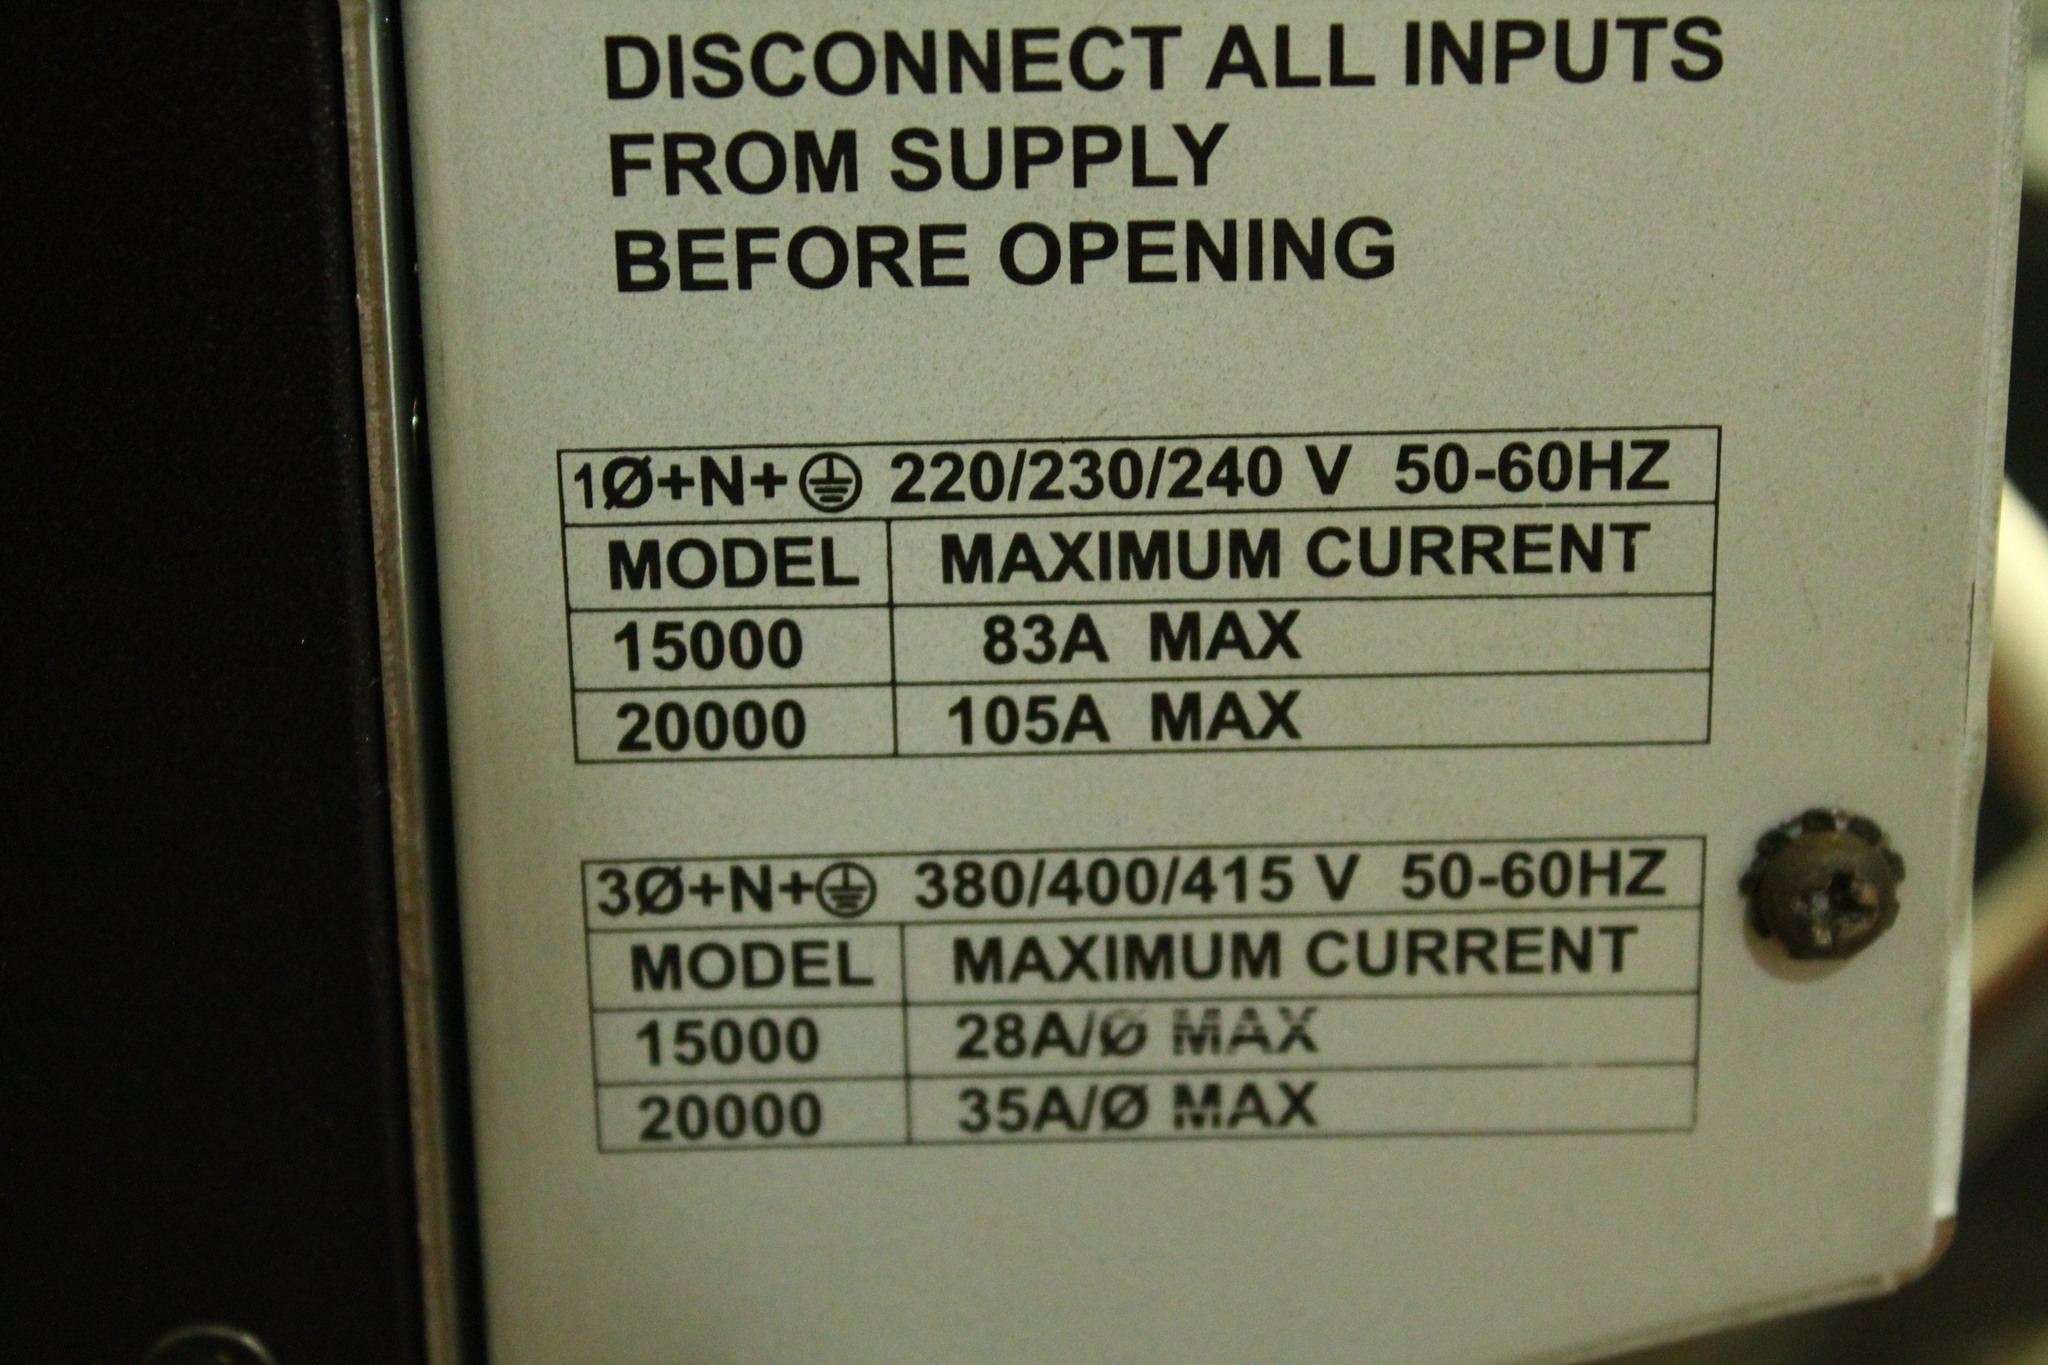 DISCONNECT ALL INPUTS
FROM SUPPLY
BEFORE OPENING
1Ø+N+⏚ 220/230/240 V 50-60HZ
MODEL MAXIMUM CURRENT
15000 83A MAX
20000 105A MAX
3Ø+N+⏚ 380/400/415 V 50-60HZ
MODEL MAXIMUM CURRENT
15000 28A/Ø MAX
20000 35A/Ø MAX